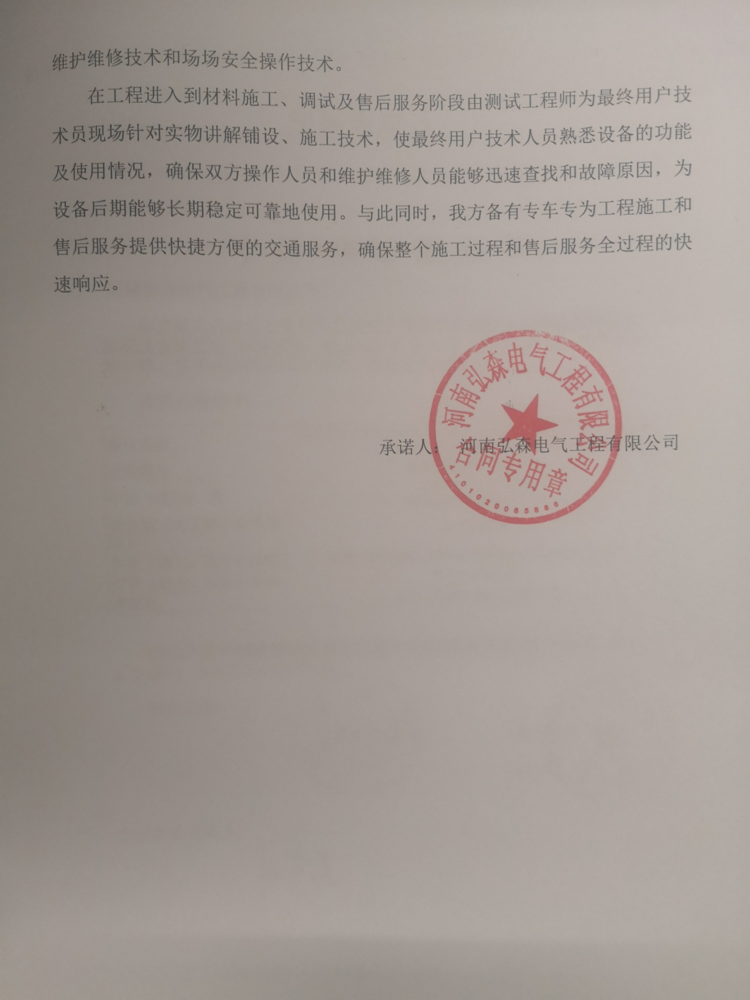 维护维修技术和场场安全操作技术。
在工程进入到材料施工、调试及售后服务阶段由测试工程师为最终用户技
术员现场针对实物讲解铺设、施工技术，使最终用户技术人员熟悉设备的功能
及使用情况，确保双方操作人员和维护维修人员能够迅速查找和故障原因，为
设备后期能够长期稳定可靠地使用。与此同时，我方备有专车专为工程施工和
售后服务提供快捷方便的交通服务，确保整个施工过程和售后服务全过程的快
速响应。
河南弘森电气工程有限公司
承诺人： 河南弘森电气工程有限公司
合同专用章
4101020065886